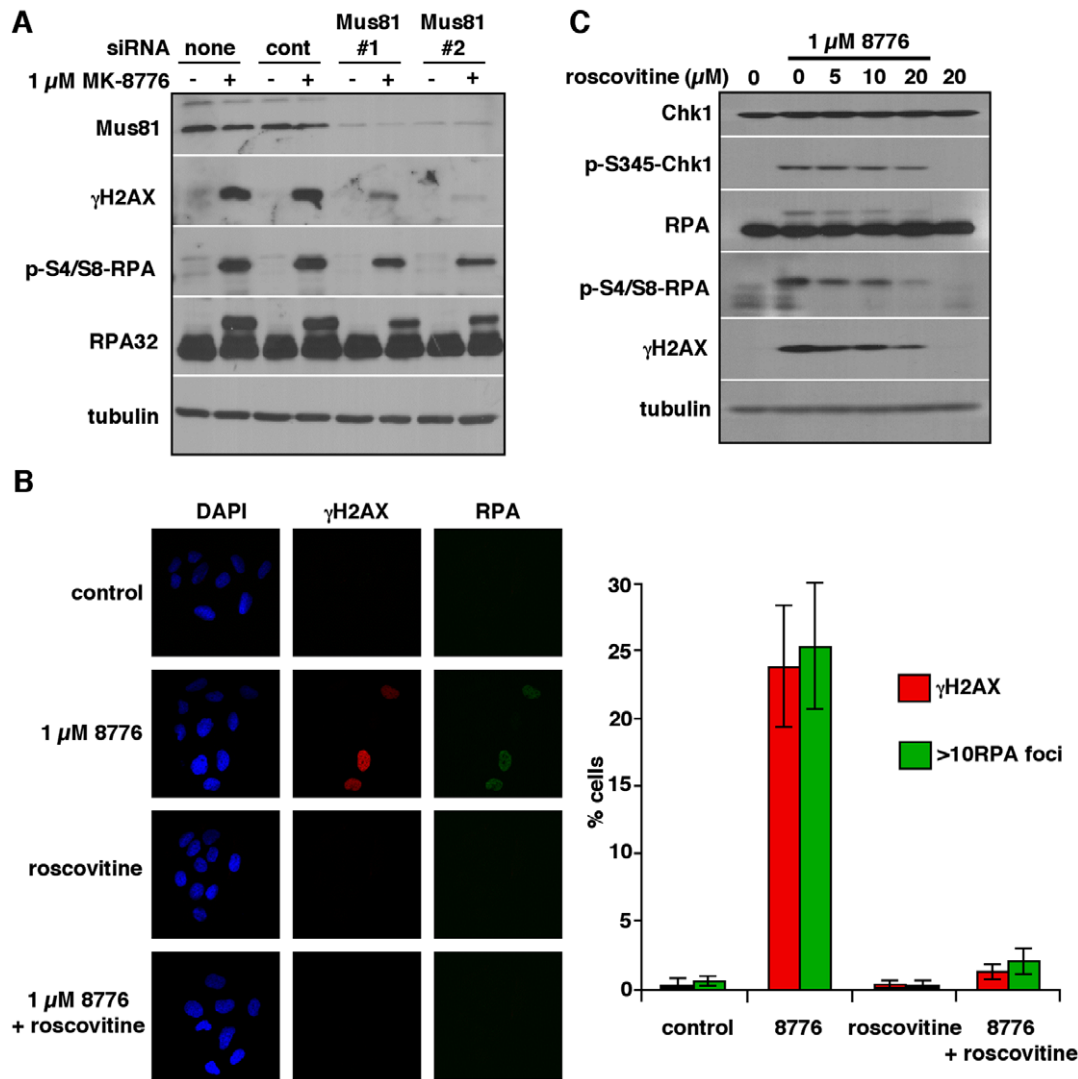 A
siRNA none cont Mus81 #1 Mus81 #2
1 µM MK-8776 - + - + - + - +
Mus81
γH2AX
p-S4/S8-RPA
RPA32
tubulin
C
1 µM 8776
roscovitine (µM) 0 0 5 10 20 20
Chk1
p-S345-Chk1
RPA
p-S4/S8-RPA
γH2AX
tubulin
B
DAPI γH2AX RPA
control
1 µM 8776
roscovitine
1 µM 8776
+ roscovitine
% cells
30
25
20
15
10
5
0
γH2AX
>10RPA foci
control 8776 roscovitine 8776
+ roscovitine